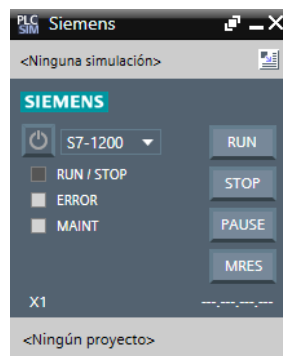 PLC SIM Siemens
<Ninguna simulación>
SIEMENS
S7-1200 RUN
RUN / STOP
STOP
ERROR
MAINT PAUSE
MRES
X1 ---.---.---.---
<Ningún proyecto>